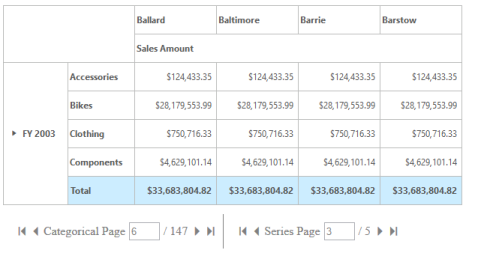 Ballard Baltimore Barrie Barstow
Sales Amount
Accessories $124,433.35 $124,433.35 $124,433.35 $124,433.35
Bikes $28,179,553.99 $28,179,553.99 $28,179,553.99 $28,179,553.99
FY 2003 Clothing $750,716.33 $750,716.33 $750,716.33 $750,716.33
Components $4,629,101.14 $4,629,101.14 $4,629,101.14 $4,629,101.14
Total $33,683,804.82 $33,683,804.82 $33,683,804.82 $33,683,804.82
Categorical Page 6 / 147 Series Page 3 / 5